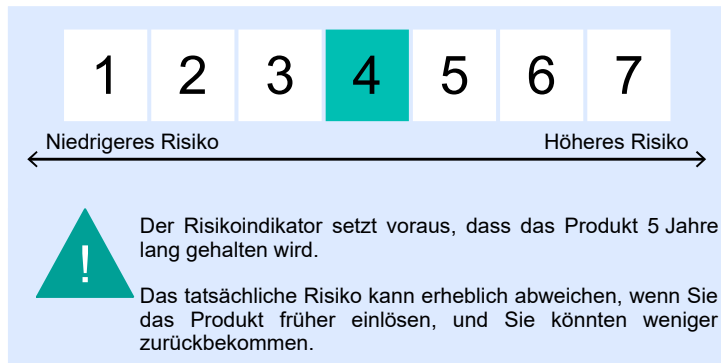 1 2 3 4 5 6 7
Niedrigeres Risiko Höheres Risiko
Der Risikoindikator setzt voraus, dass das Produkt 5 Jahre
lang gehalten wird.
!
Das tatsächliche Risiko kann erheblich abweichen, wenn Sie
das Produkt früher einlösen, und Sie könnten weniger
zurückbekommen.